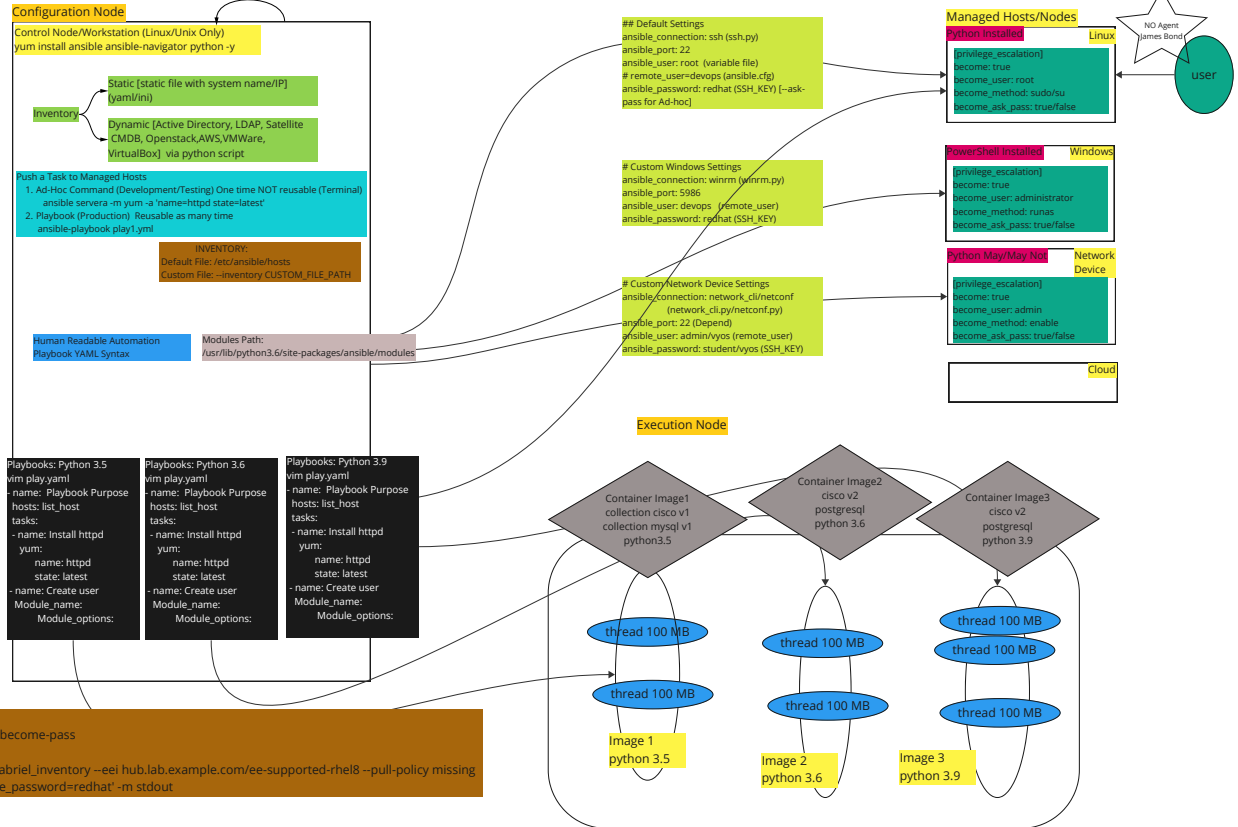 Configuration Node
Control Node/Workstation (Linux/Unix Only)
yum install ansible ansible-navigator python -y
Inventory
Static [static file with system name/IP]
(yaml/ini)
Dynamic [Active Directory, LDAP, Satellite
CMDB, Openstack,AWS,VMWare,
VirtualBox] via python script
Push a Task to Managed Hosts
1. Ad-Hoc Command (Development/Testing) One time NOT reusable (Terminal)
ansible servera -m yum -a 'name=httpd state=latest'
2. Playbook (Production) Reusable as many time
ansible-playbook play1.yml
INVENTORY:
Default File: /etc/ansible/hosts
Custom File: --inventory CUSTOM_FILE_PATH
Human Readable Automation
Playbook YAML Syntax
Modules Path:
/usr/lib/python3.6/site-packages/ansible/modules
Playbooks: Python 3.5
vim play.yaml
- name: Playbook Purpose
hosts: list_host
tasks:
- name: Install httpd
yum:
name: httpd
state: latest
- name: Create user
Module_name:
Module_options:
Playbooks: Python 3.6
vim play.yaml
- name: Playbook Purpose
hosts: list_host
tasks:
- name: Install httpd
yum:
name: httpd
state: latest
- name: Create user
Module_name:
Module_options:
Playbooks: Python 3.9
vim play.yaml
- name: Playbook Purpose
hosts: list_host
tasks:
- name: Install httpd
yum:
name: httpd
state: latest
- name: Create user
Module_name:
Module_options:
become-pass
abriel_inventory --eei hub.lab.example.com/ee-supported-rhel8 --pull-policy missing
e_password=redhat' -m stdout
## Default Settings
ansible_connection: ssh (ssh.py)
ansible_port: 22
ansible_user: root (variable file)
# remote_user=devops (ansible.cfg)
ansible_password: redhat (SSH_KEY) [--ask-
pass for Ad-hoc]
# Custom Windows Settings
ansible_connection: winrm (winrm.py)
ansible_port: 5986
ansible_user: devops (remote_user)
ansible_password: redhat (SSH_KEY)
# Custom Network Device Settings
ansible_connection: network_cli/netconf
(network_cli.py/netconf.py)
ansible_port: 22 (Depend)
ansible_user: admin/vyos (remote_user)
ansible_password: student/vyos (SSH_KEY)
Managed Hosts/Nodes
Python Installed
Linux
[privilege_escalation]
become: true
become_user: root
become_method: sudo/su
become_ask_pass: true/false
NO Agent
James Bond
user
PowerShell Installed
Windows
[privilege_escalation]
become: true
become_user: administrator
become_method: runas
become_ask_pass: true/false
Python May/May Not
Network
Device
[privilege_escalation]
become: true
become_user: admin
become_method: enable
become_ask_pass: true/false
Cloud
Execution Node
Container Image1
collection cisco v1
collection mysql v1
python3.5
Container Image2
cisco v2
postgresql
python 3.6
Container Image3
cisco v2
postgresql
python 3.9
thread 100 MB
thread 100 MB
Image 1
python 3.5
thread 100 MB
thread 100 MB
Image 2
python 3.6
thread 100 MB
thread 100 MB
thread 100 MB
Image 3
python 3.9